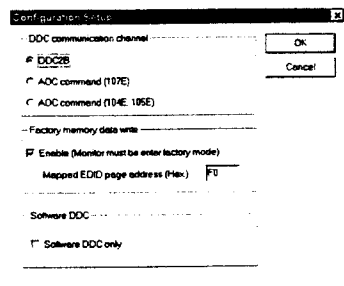 Configuration Setup
DDC communication channel
OK
DDC2B
Cancel
ADC command (107E)
ADC command (104E, 105E)
Factory memory data write
Enable (Monitor must be enter factory mode)
Mapped EDID page address (Hex.) F0
Software DDC
Software DDC only